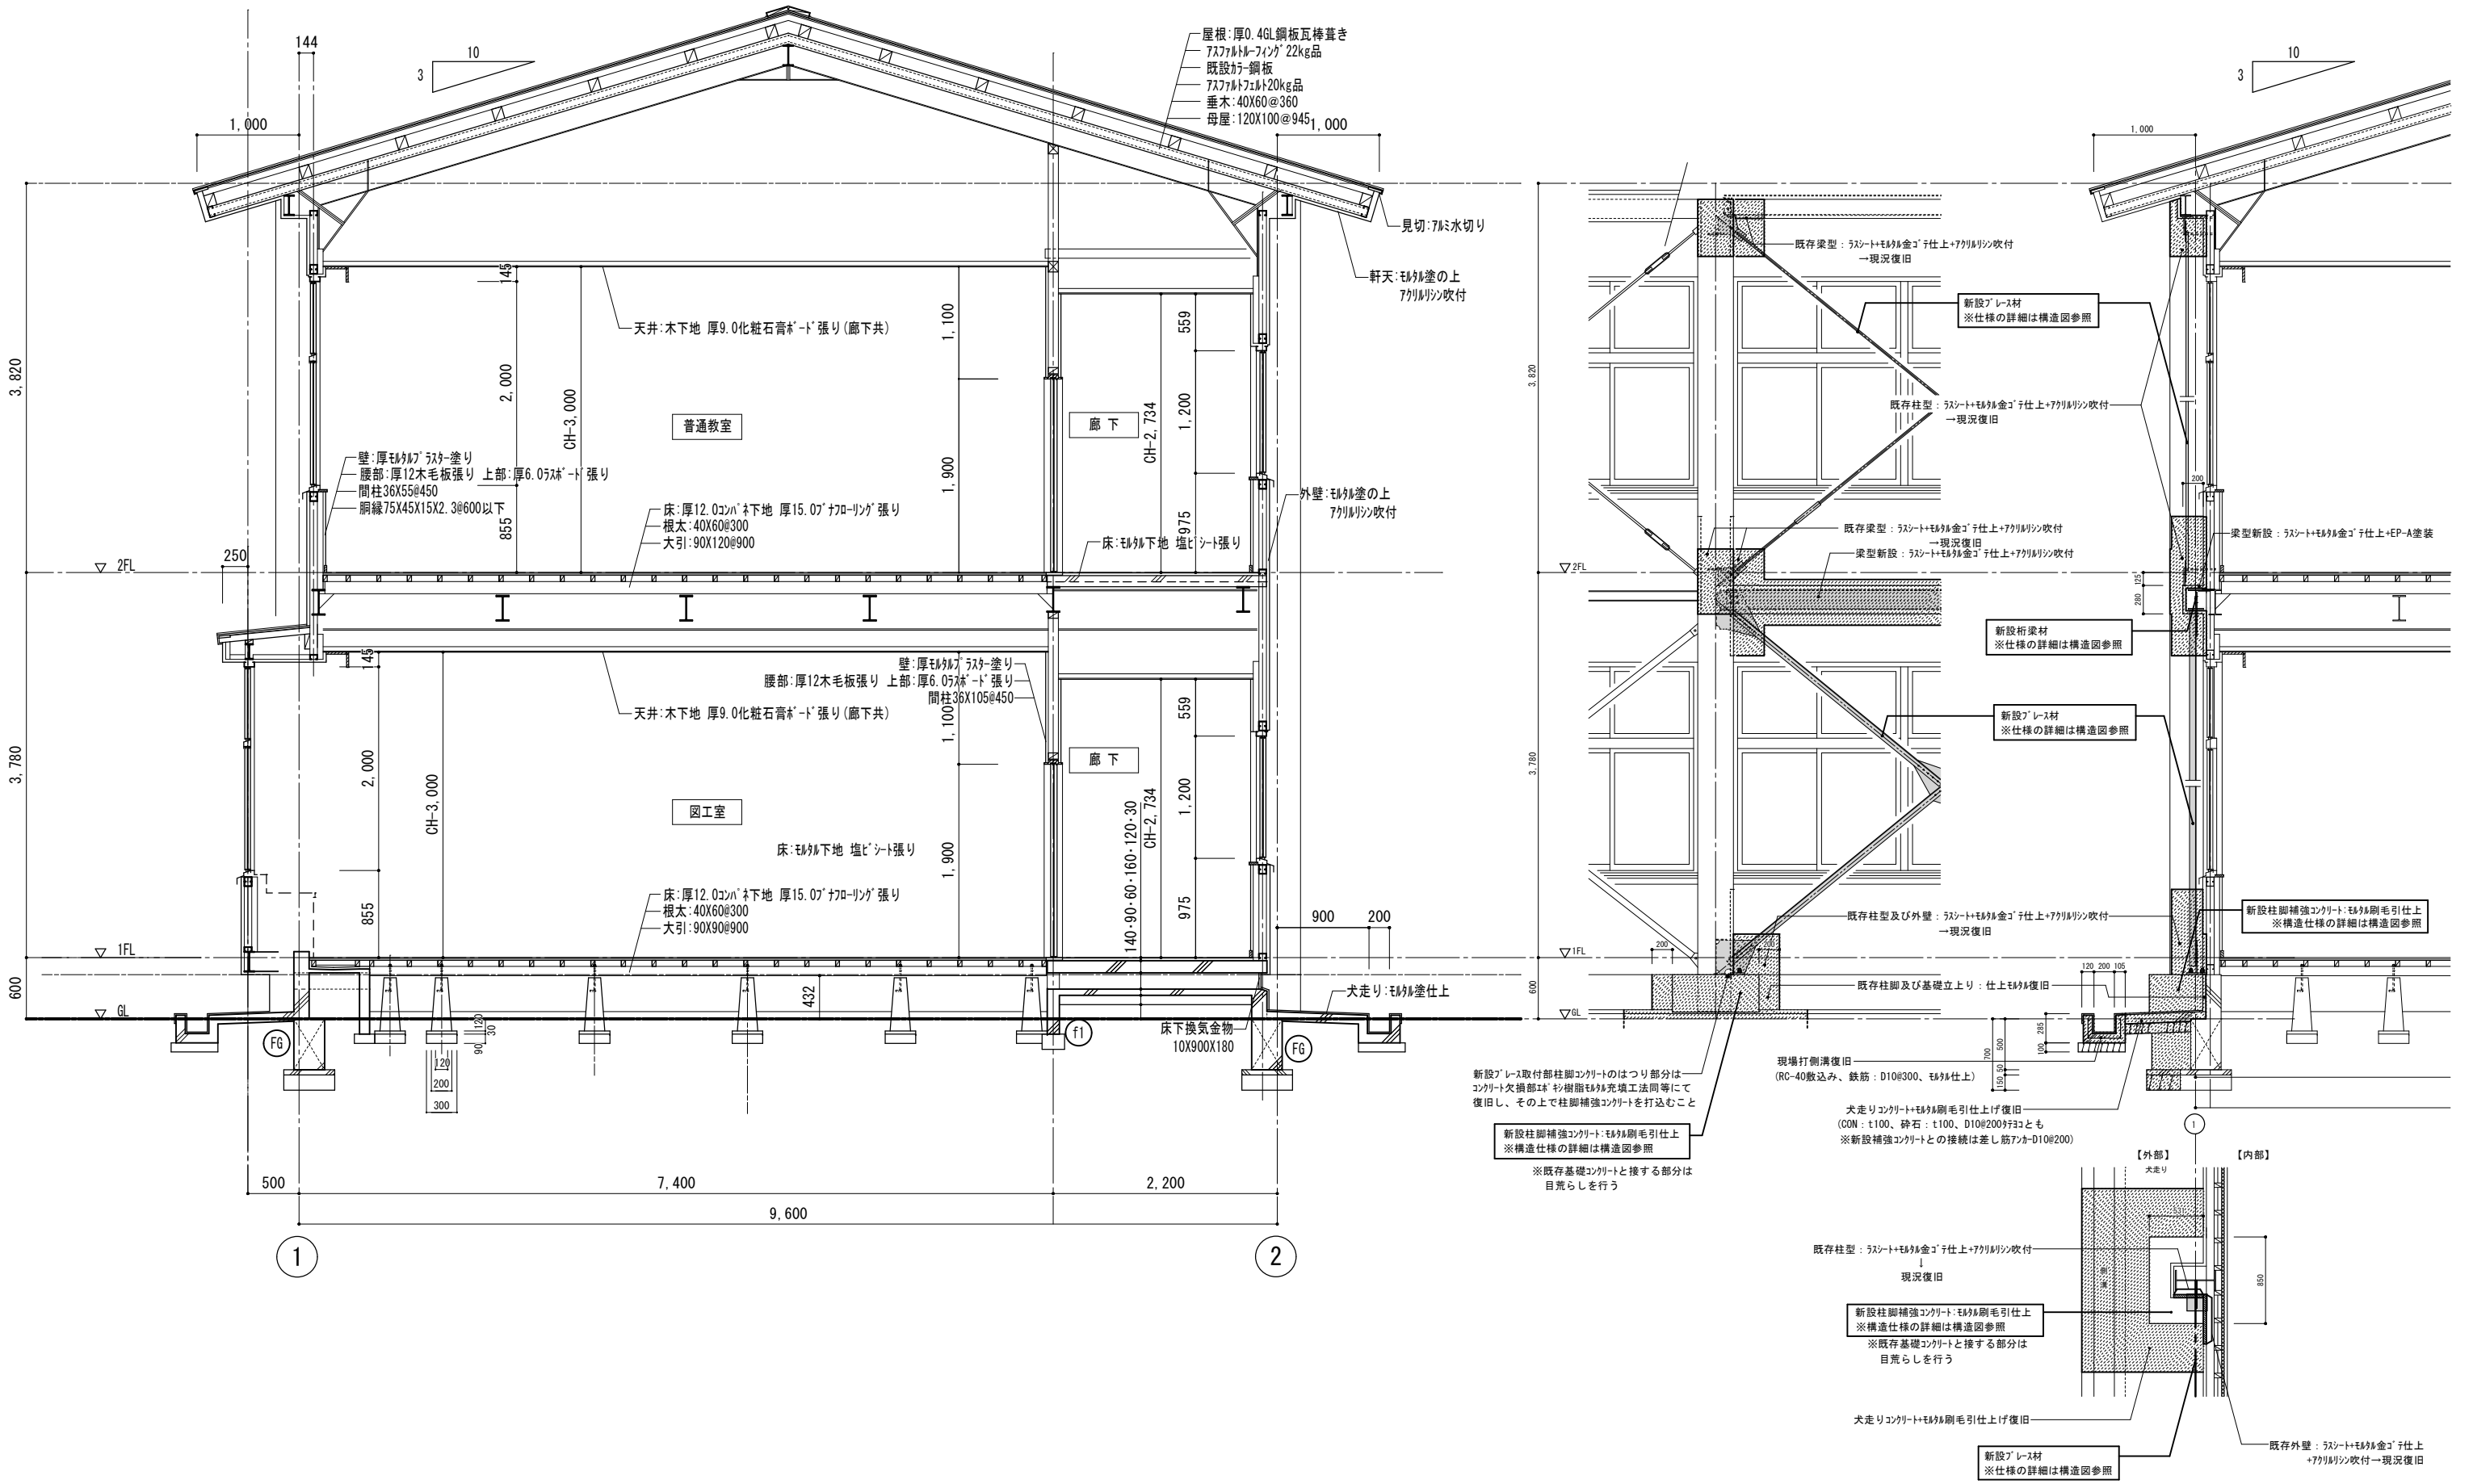 144
10
3
1,000
屋根:厚0.4GL鋼板瓦棒葺き
ｱｽﾌｧﾙﾄﾙｰﾌｨﾝｸﾞ22kg品
既設ｶﾗｰ鋼板
ｱｽﾌｧﾙﾄﾌｪﾙﾄ20kg品
垂木:40X60@360
母屋:120X100@945
1,000
見切:ｱﾙﾐ水切り
軒天:ﾓﾙﾀﾙ塗の上
ｱｸﾘﾙﾘｼﾝ吹付
145
天井:木下地 厚9.0化粧石膏ﾎﾞｰﾄﾞ張り(廊下共)
1,100
559
3,820
2,000
CH-3,000
普通教室
廊 下
CH-2,734
1,200
1,900
壁:厚ﾓﾙﾀﾙﾌﾟﾗｽﾀｰ塗り
腰部:厚12木毛板張り 上部:厚6.0ﾗｽﾎﾞｰﾄﾞ張り
間柱36X55@450
胴縁75X45X15X2.3@600以下
855
床:厚12.0ｺﾝﾊﾟﾈ下地 厚15.0ﾌﾞﾅﾌﾛｰﾘﾝｸﾞ張り
根太:40X60@300
大引:90X120@900
975
床:ﾓﾙﾀﾙ下地 塩ﾋﾞｼｰﾄ張り
外壁:ﾓﾙﾀﾙ塗の上
ｱｸﾘﾙﾘｼﾝ吹付
250
2FL
145
壁:厚ﾓﾙﾀﾙﾌﾟﾗｽﾀｰ塗り
腰部:厚12木毛板張り 上部:厚6.0ﾗｽﾎﾞｰﾄﾞ張り
間柱36X105@450
天井:木下地 厚9.0化粧石膏ﾎﾞｰﾄﾞ張り(廊下共)
1,100
559
3,780
2,000
CH-3,000
図工室
廊 下
CH-2,734
1,200
140・90・60・160・120・30
床:ﾓﾙﾀﾙ下地 塩ﾋﾞｼｰﾄ張り
1,900
855
床:厚12.0ｺﾝﾊﾟﾈ下地 厚15.0ﾌﾞﾅﾌﾛｰﾘﾝｸﾞ張り
根太:40X60@300
大引:90X90@900
975
900
200
1FL
600
432
犬走り:ﾓﾙﾀﾙ塗仕上
GL
FG
f1
FG
床下換気金物
10X900X180
120
30
90
120
200
300
500
7,400
2,200
9,600
1
2
10
3
1,000
既存梁型：ﾗｽｼｰﾄ+ﾓﾙﾀﾙ金ｺﾞﾃ仕上+ｱｸﾘﾙﾘｼﾝ吹付
→現況復旧
新設ﾌﾞﾚｰｽ材
※仕様の詳細は構造図参照
3,820
既存柱型：ﾗｽｼｰﾄ+ﾓﾙﾀﾙ金ｺﾞﾃ仕上+ｱｸﾘﾙﾘｼﾝ吹付
→現況復旧
200
既存梁型：ﾗｽｼｰﾄ+ﾓﾙﾀﾙ金ｺﾞﾃ仕上+ｱｸﾘﾙﾘｼﾝ吹付
→現況復旧
梁型新設：ﾗｽｼｰﾄ+ﾓﾙﾀﾙ金ｺﾞﾃ仕上+ｱｸﾘﾙﾘｼﾝ吹付
梁型新設：ﾗｽｼｰﾄ+ﾓﾙﾀﾙ金ｺﾞﾃ仕上+EP-A塗装
2FL
125
280
新設桁梁材
※仕様の詳細は構造図参照
新設ﾌﾞﾚｰｽ材
※仕様の詳細は構造図参照
3,780
既存柱型及び外壁：ﾗｽｼｰﾄ+ﾓﾙﾀﾙ金ｺﾞﾃ仕上+ｱｸﾘﾙﾘｼﾝ吹付
→現況復旧
新設柱脚補強ｺﾝｸﾘｰﾄ:ﾓﾙﾀﾙ刷毛引仕上
※構造仕様の詳細は構造図参照
200
200
1FL
120
200
105
600
既存柱脚及び基礎立上り：仕上ﾓﾙﾀﾙ復旧
GL
285
100
700
500
50
150
現場打側溝復旧
(RC-40敷込み、鉄筋：D10@300、ﾓﾙﾀﾙ仕上)
新設ﾌﾞﾚｰｽ取付部柱脚ｺﾝｸﾘｰﾄのはつり部分は
ｺﾝｸﾘｰﾄ欠損部ｴﾎﾟｷｼ樹脂ﾓﾙﾀﾙ充填工法同等にて
復旧し、その上で柱脚補強ｺﾝｸﾘｰﾄを打込むこと
新設柱脚補強ｺﾝｸﾘｰﾄ:ﾓﾙﾀﾙ刷毛引仕上
※構造仕様の詳細は構造図参照
※既存基礎ｺﾝｸﾘｰﾄと接する部分は
目荒らしを行う
犬走りｺﾝｸﾘｰﾄ+ﾓﾙﾀﾙ刷毛引仕上げ復旧
(CON：t100、砕石：t100、D10@200ﾀﾃﾖｺとも
※新設補強ｺﾝｸﾘｰﾄとの接続は差し筋ｱﾝｶｰD10@200)
1
【外部】
【内部】
犬走り
531
既存柱型：ﾗｽｼｰﾄ+ﾓﾙﾀﾙ金ｺﾞﾃ仕上+ｱｸﾘﾙﾘｼﾝ吹付
↓
現況復旧
側溝
850
新設柱脚補強ｺﾝｸﾘｰﾄ:ﾓﾙﾀﾙ刷毛引仕上
※構造仕様の詳細は構造図参照
※既存基礎ｺﾝｸﾘｰﾄと接する部分は
目荒らしを行う
犬走りｺﾝｸﾘｰﾄ+ﾓﾙﾀﾙ刷毛引仕上げ復旧
新設ﾌﾞﾚｰｽ材
※仕様の詳細は構造図参照
既存外壁：ﾗｽｼｰﾄ+ﾓﾙﾀﾙ金ｺﾞﾃ仕上
+ｱｸﾘﾙﾘｼﾝ吹付→現況復旧